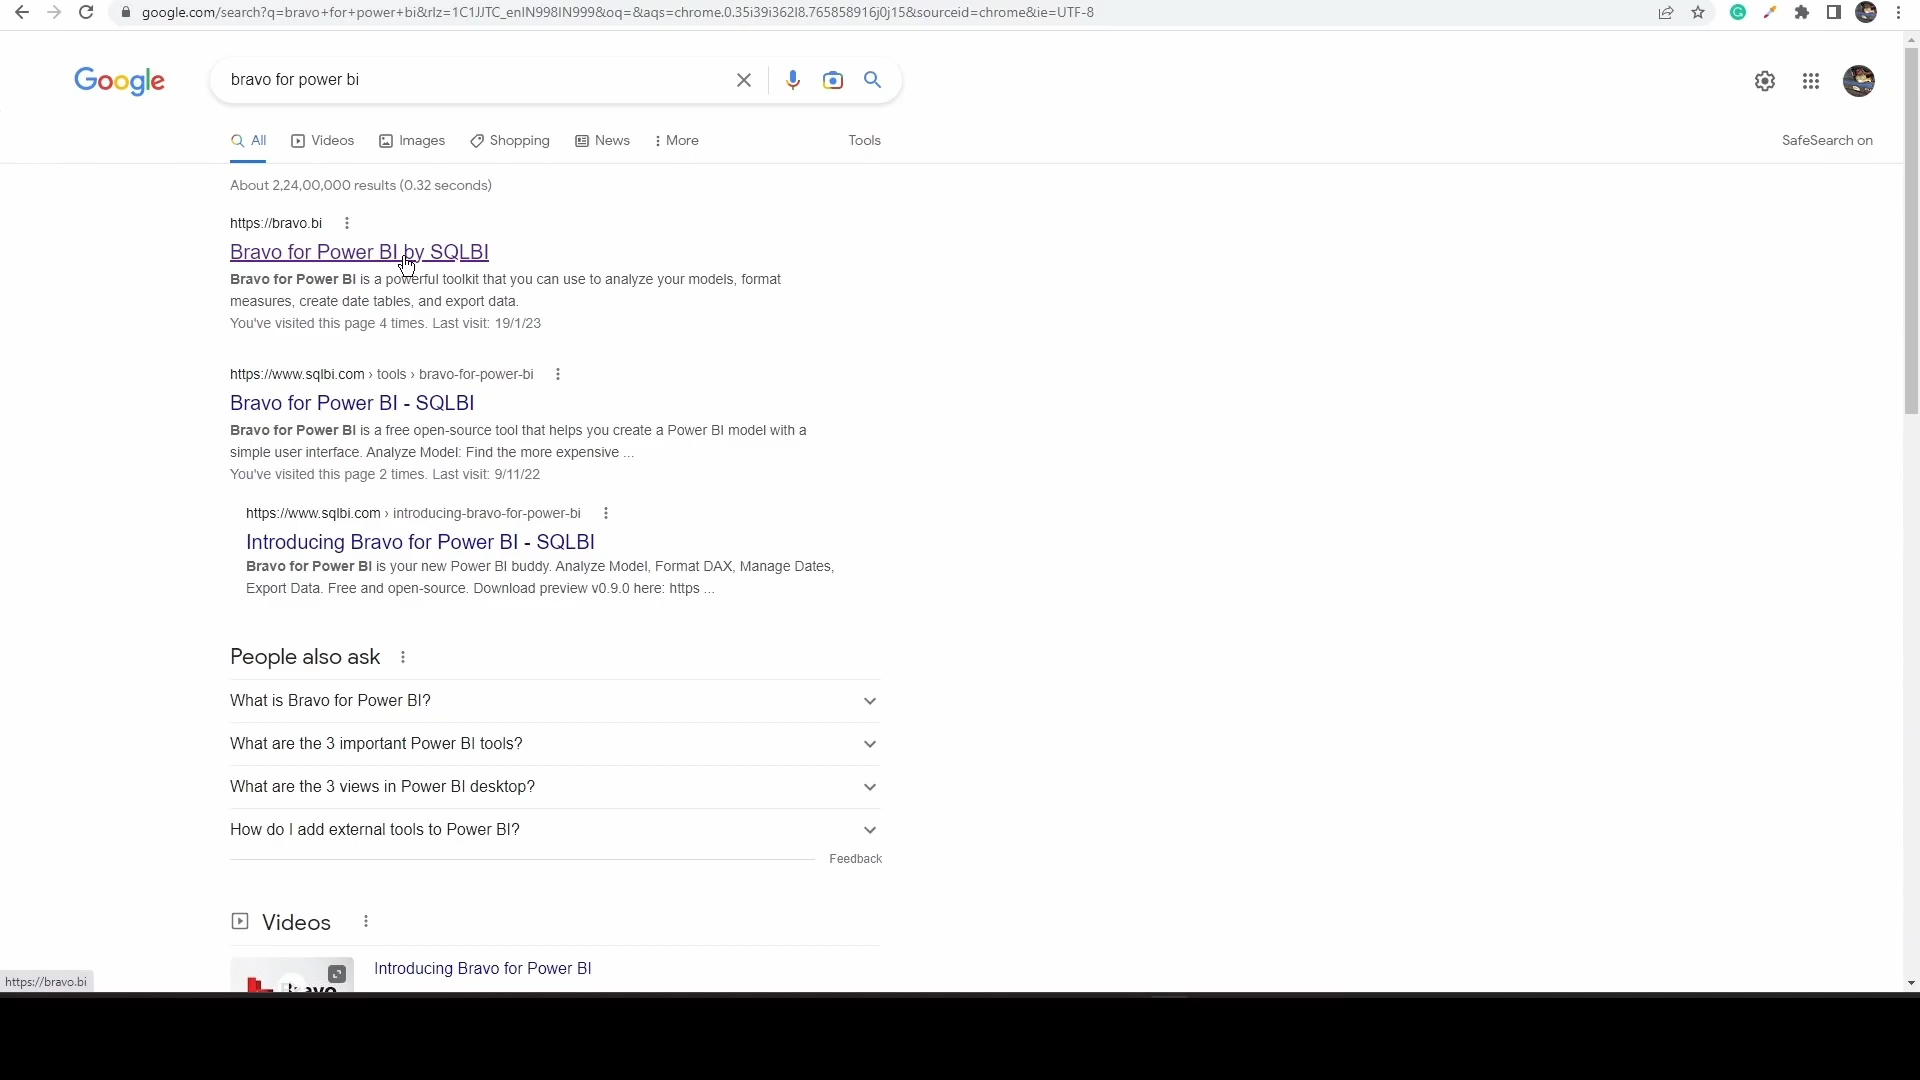 google.com/search?q=bravo+for+power+bi&rlz=1C1JJTC_enIN998IN999&oq=&aqs=chrome.0.35i39i362l8.765858916j0j15&sourceid=chrome&ie=UTF-8
Google
bravo for power bi
All
Videos
Images
Shopping
News
More
Tools
SafeSearch on
About 2,24,00,000 results (0.32 seconds)
https://bravo.bi
Bravo for Power BI by SQLBI
Bravo for Power BI is a powerful toolkit that you can use to analyze your models, format
measures, create date tables, and export data.
You've visited this page 4 times. Last visit: 19/1/23
https://www.sqlbi.com › tools › bravo-for-power-bi
Bravo for Power BI - SQLBI
Bravo for Power BI is a free open-source tool that helps you create a Power BI model with a
simple user interface. Analyze Model: Find the more expensive ...
You've visited this page 2 times. Last visit: 9/11/22
https://www.sqlbi.com › introducing-bravo-for-power-bi
Introducing Bravo for Power BI - SQLBI
Bravo for Power BI is your new Power BI buddy. Analyze Model, Format DAX, Manage Dates,
Export Data. Free and open-source. Download preview v0.9.0 here: https ...
People also ask
What is Bravo for Power BI?
What are the 3 important Power BI tools?
What are the 3 views in Power BI desktop?
How do I add external tools to Power BI?
Feedback
Videos
Introducing Bravo for Power BI
Bravo
https://bravo.bi